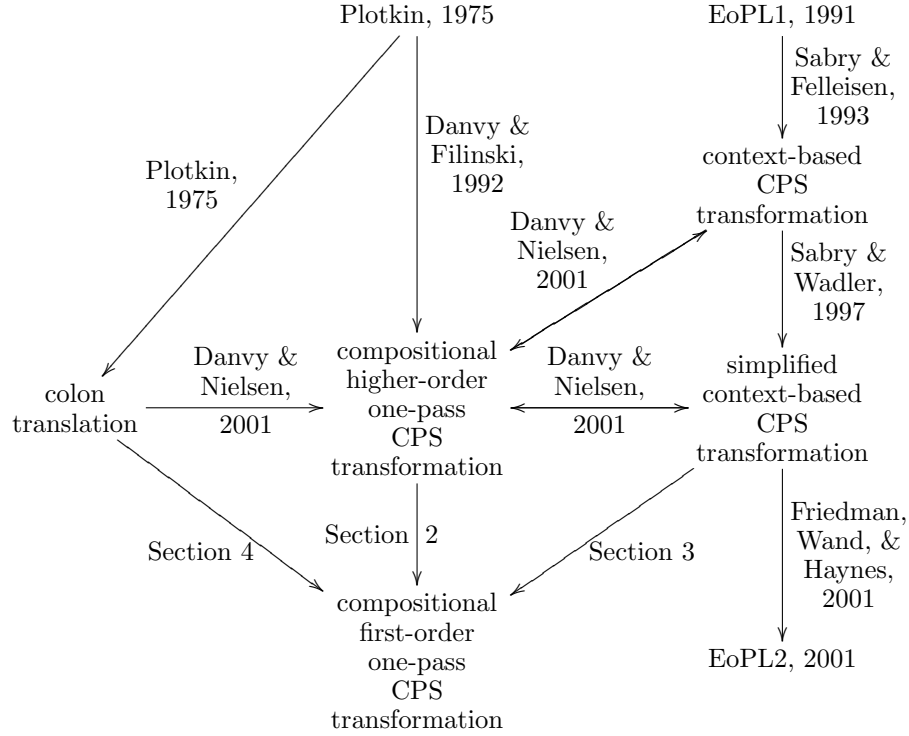 Plotkin, 1975
EoPL1, 1991
Sabry &
Felleisen,
1993
Danvy &
Filinski,
1992
Plotkin,
1975
context-based
CPS
transformation
Danvy &
Nielsen,
2001
Sabry &
Wadler,
1997
colon
translation
Danvy &
Nielsen,
2001
compositional
higher-order
one-pass
CPS
transformation
Danvy &
Nielsen,
2001
simplified
context-based
CPS
transformation
Section 4
Section 2
Section 3
Friedman,
Wand, &
Haynes,
2001
compositional
first-order
one-pass
CPS
transformation
EoPL2, 2001